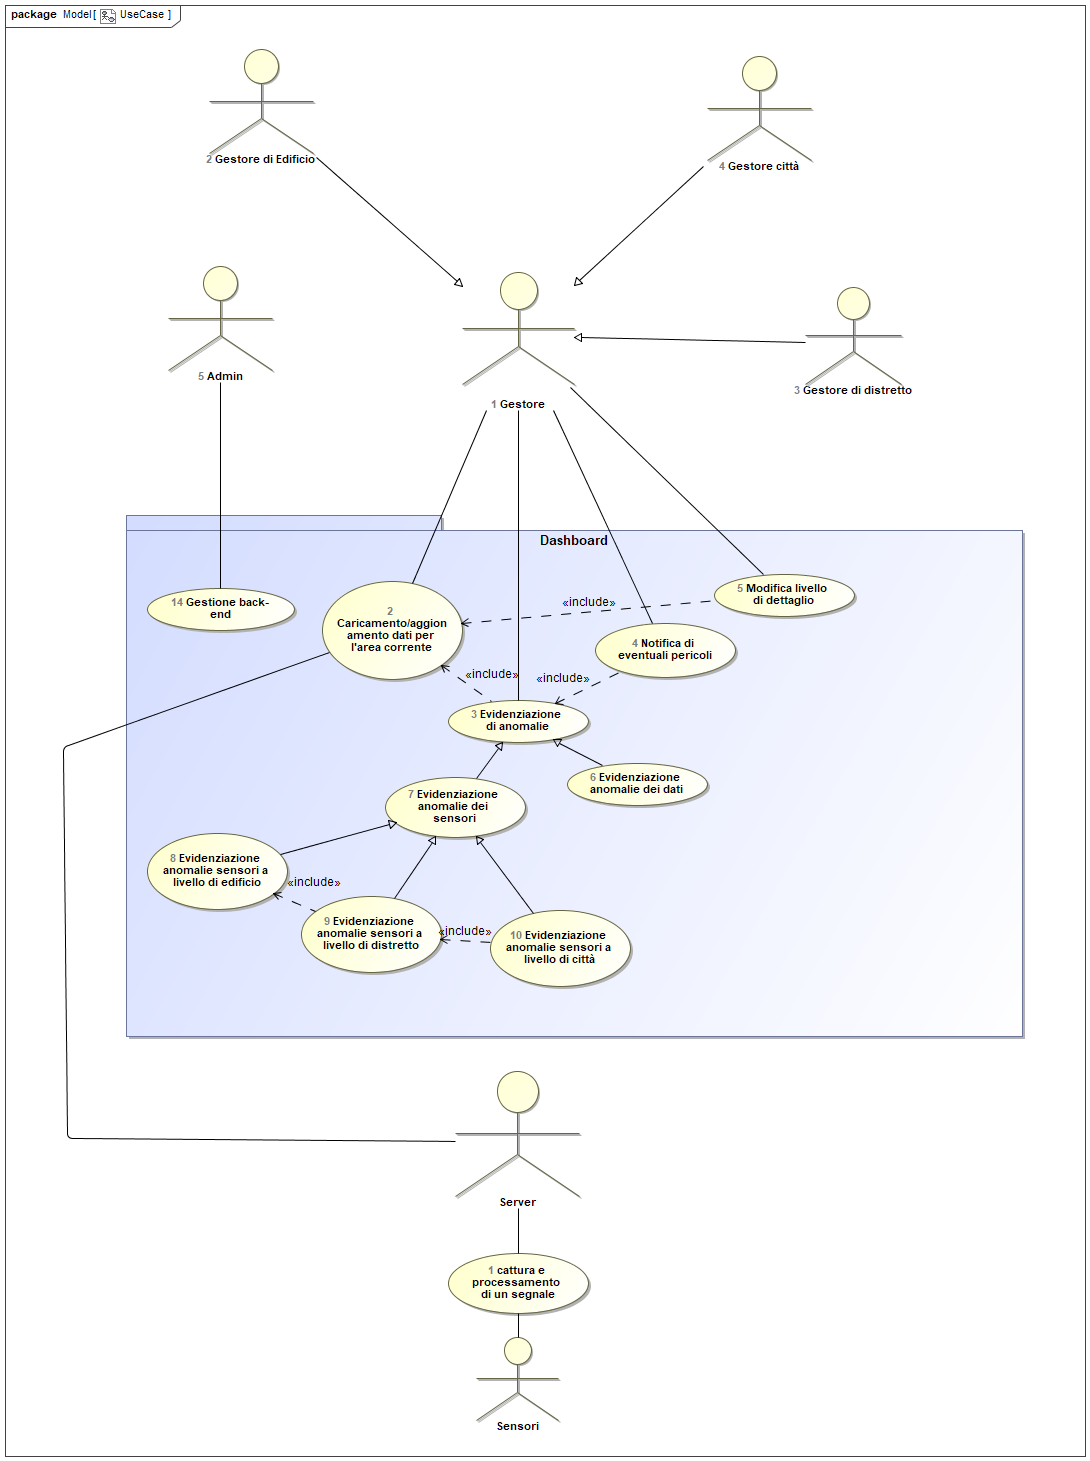 package Model[ UseCase ]
2 Gestore di Edificio
4 Gestore città
5 Admin
1 Gestore
3 Gestore di distretto
Dashboard
14 Gestione back-
end
2
Caricamento/aggion
amento dati per
l'area corrente
«include»
5 Modifica livello
di dettaglio
4 Notifica di
eventuali pericoli
«include»
«include»
3 Evidenziazione
di anomalie
6 Evidenziazione
anomalie dei dati
7 Evidenziazione
anomalie dei
sensori
8 Evidenziazione
anomalie sensori a
livello di edificio
«include»
9 Evidenziazione
anomalie sensori a
livello di distretto
«include»
10 Evidenziazione
anomalie sensori a
livello di città
Server
1 cattura e
processamento
di un segnale
Sensori